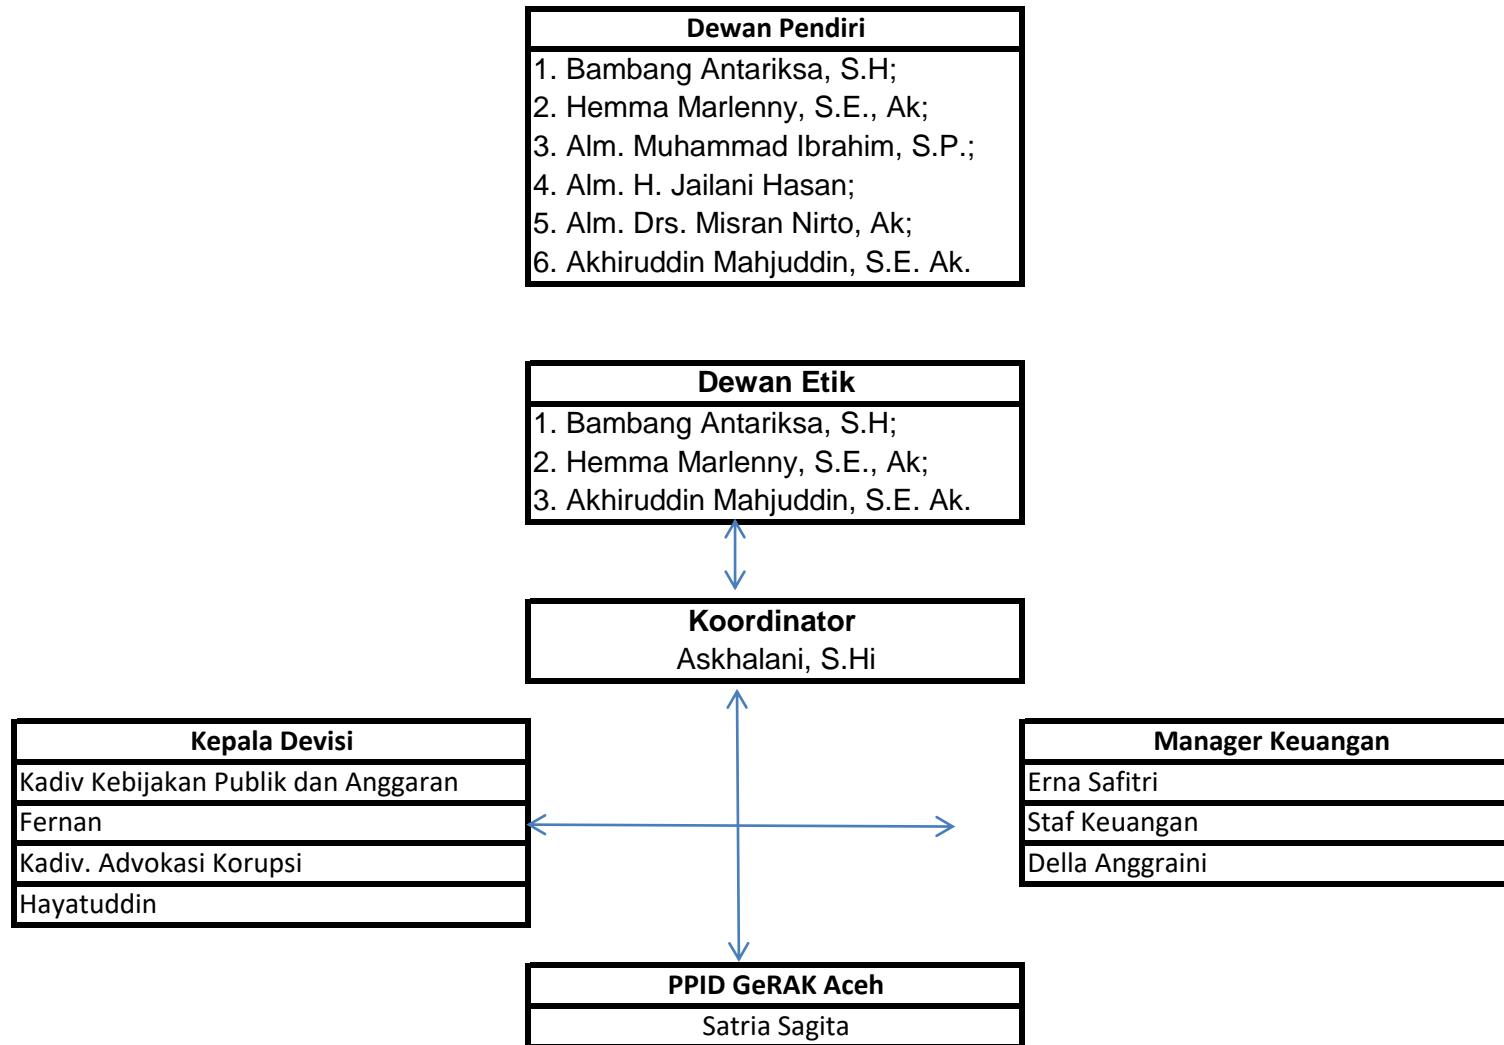 Dewan Pendiri
1. Bambang Antariksa, S.H;
2. Hemma Marlenny, S.E., Ak;
3. Alm. Muhammad Ibrahim, S.P.;
4. Alm. H. Jailani Hasan;
5. Alm. Drs. Misran Nirto, Ak;
6. Akhiruddin Mahjuddin, S.E. Ak.
Dewan Etik
1. Bambang Antariksa, S.H;
2. Hemma Marlenny, S.E., Ak;
3. Akhiruddin Mahjuddin, S.E. Ak.
Koordinator
Askhalani, S.Hi
Kepala Devisi
Kadiv Kebijakan Publik dan Anggaran
Fernan
Kadiv. Advokasi Korupsi
Hayatuddin
Manager Keuangan
Erna Safitri
Staf Keuangan
Della Anggraini
PPID GeRAK Aceh
Satria Sagita